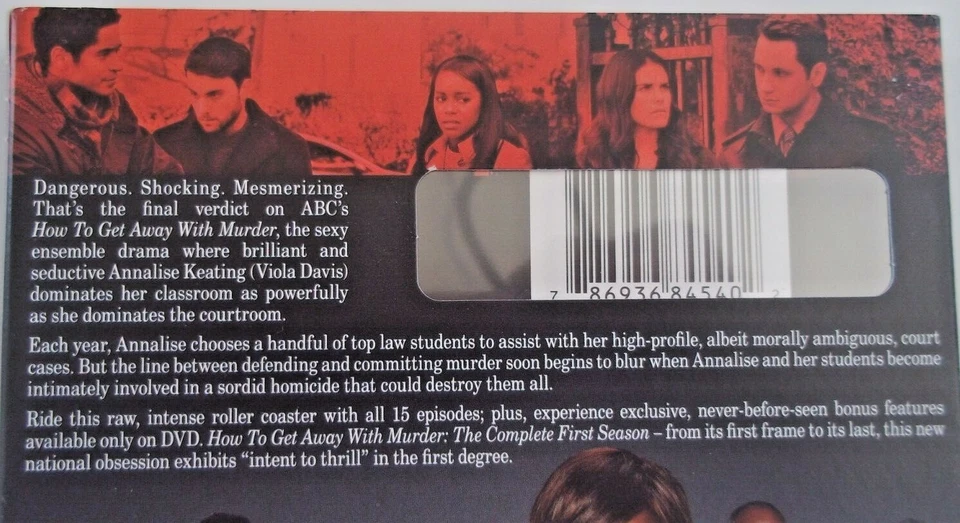 Dangerous. Shocking. Mesmerizing.
That's the final verdict on ABC's
How To Get Away With Murder, the sexy
ensemble drama where brilliant and
seductive Annalise Keating (Viola Davis)
dominates her classroom as powerfully
as she dominates the courtroom.
7 86936 84540 2
Each year, Annalise chooses a handful of top law students to assist with her high-profile, albeit morally ambiguous, court
cases. But the line between defending and committing murder soon begins to blur when Annalise and her students become
intimately involved in a sordid homicide that could destroy them all.
Ride this raw, intense roller coaster with all 15 episodes; plus, experience exclusive, never-before-seen bonus features
available only on DVD. How To Get Away With Murder: The Complete First Season – from its first frame to its last, this new
national obsession exhibits “intent to thrill” in the first degree.